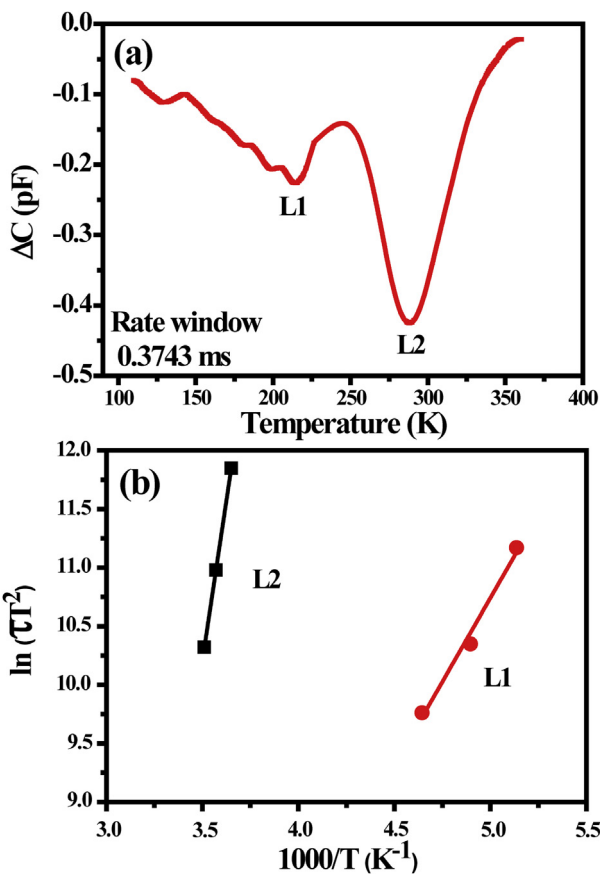 (a)
0.0
-0.1
-0.2
-0.3
-0.4
-0.5
ΔC (pF)
L1
L2
Rate window
0.3743 ms
100 150 200 250 300 350 400
Temperature (K)
(b)
12.0
11.5
11.0
10.5
10.0
9.5
9.0
ln (τT²)
L2
L1
3.0 3.5 4.0 4.5 5.0 5.5
1000/T (K⁻¹)